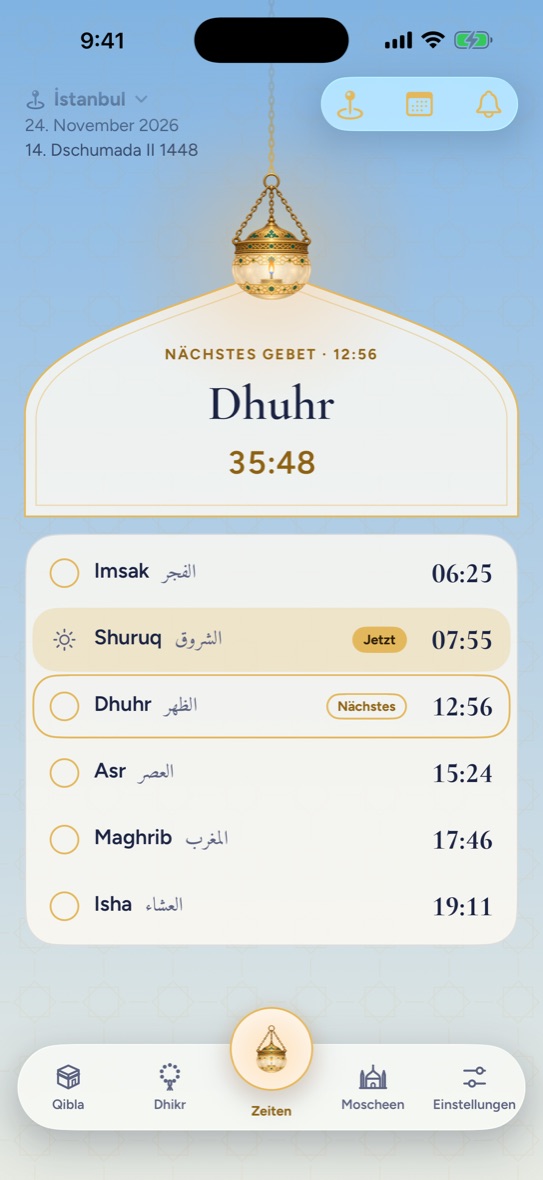 9:41
İstanbul
24. November 2026
14. Dschumada II 1448
NÄCHSTES GEBET · 12:56
Dhuhr
35:48
Imsak الفجر 06:25
Shuruq الشروق Jetzt 07:55
Dhuhr الظهر Nächstes 12:56
Asr العصر 15:24
Maghrib المغرب 17:46
Isha العشاء 19:11
Qibla Dhikr Zeiten Moscheen Einstellungen